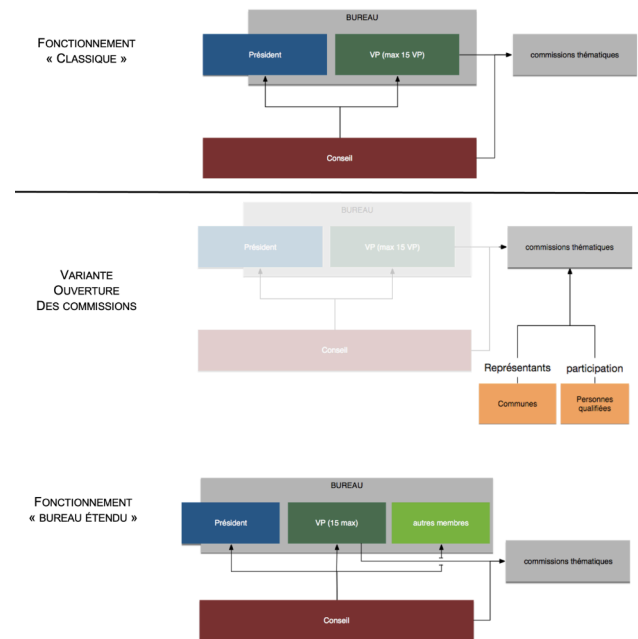 BUREAU
FONCTIONNEMENT
« CLASSIQUE »
Président
VP (max 15 VP)
commissions thématiques
Conseil
BUREAU
Président
VP (max 15 VP)
commissions thématiques
VARIANTE
OUVERTURE
DES COMMISSIONS
Conseil
Représentants
participation
Communes
Personnes
qualifiées
BUREAU
FONCTIONNEMENT
« BUREAU ÉTENDU »
Président
VP (15 max)
autres membres
commissions thématiques
Conseil